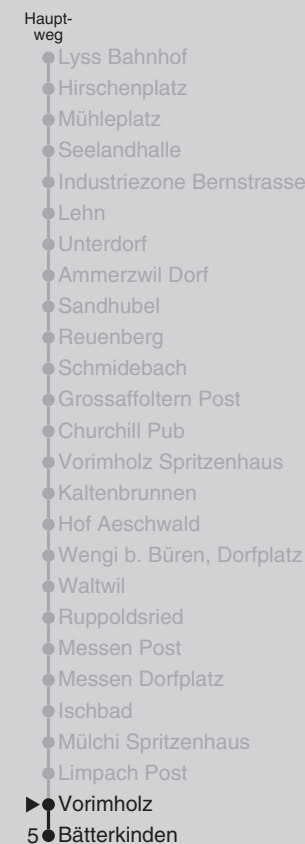 Haupt-
weg
Lyss Bahnhof
Hirschenplatz
Mühleplatz
Seelandhalle
Industriezone Bernstrasse
Lehn
Unterdorf
Ammerzwil Dorf
Sandhubel
Reuenberg
Schmidebach
Grossaffoltern Post
Churchill Pub
Vorimholz Spritzenhaus
Kaltenbrunnen
Hof Aeschwald
Wengi b. Büren, Dorfplatz
Waltwil
Ruppoldsried
Messen Post
Messen Dorfplatz
Ischbad
Mülchi Spritzenhaus
Limpach Post
Vorimholz
5 Bätterkinden